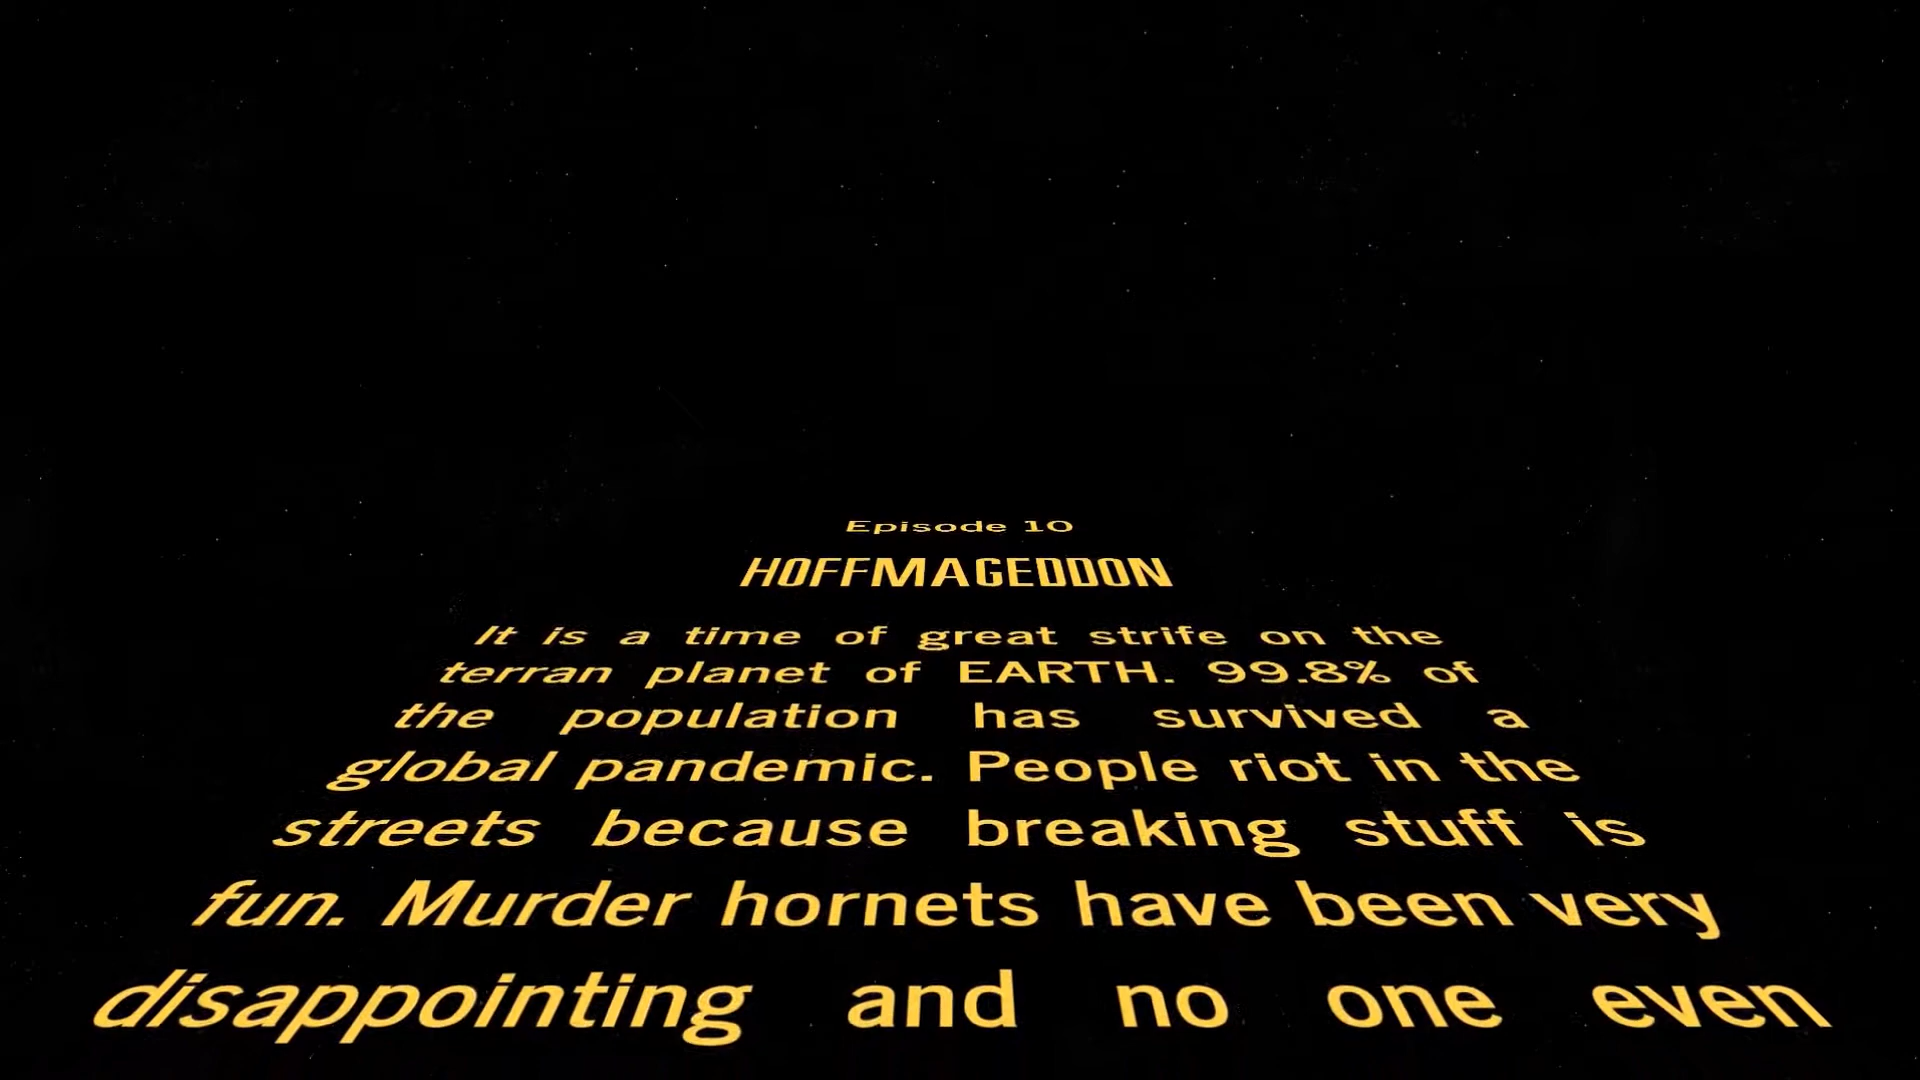 Episode 10
HOFFMAGEDDON
It is a time of great strife on the
terran planet of EARTH. 99.8% of
the population has survived a
global pandemic. People riot in the
streets because breaking stuff is
fun. Murder hornets have been very
disappointing and no one even